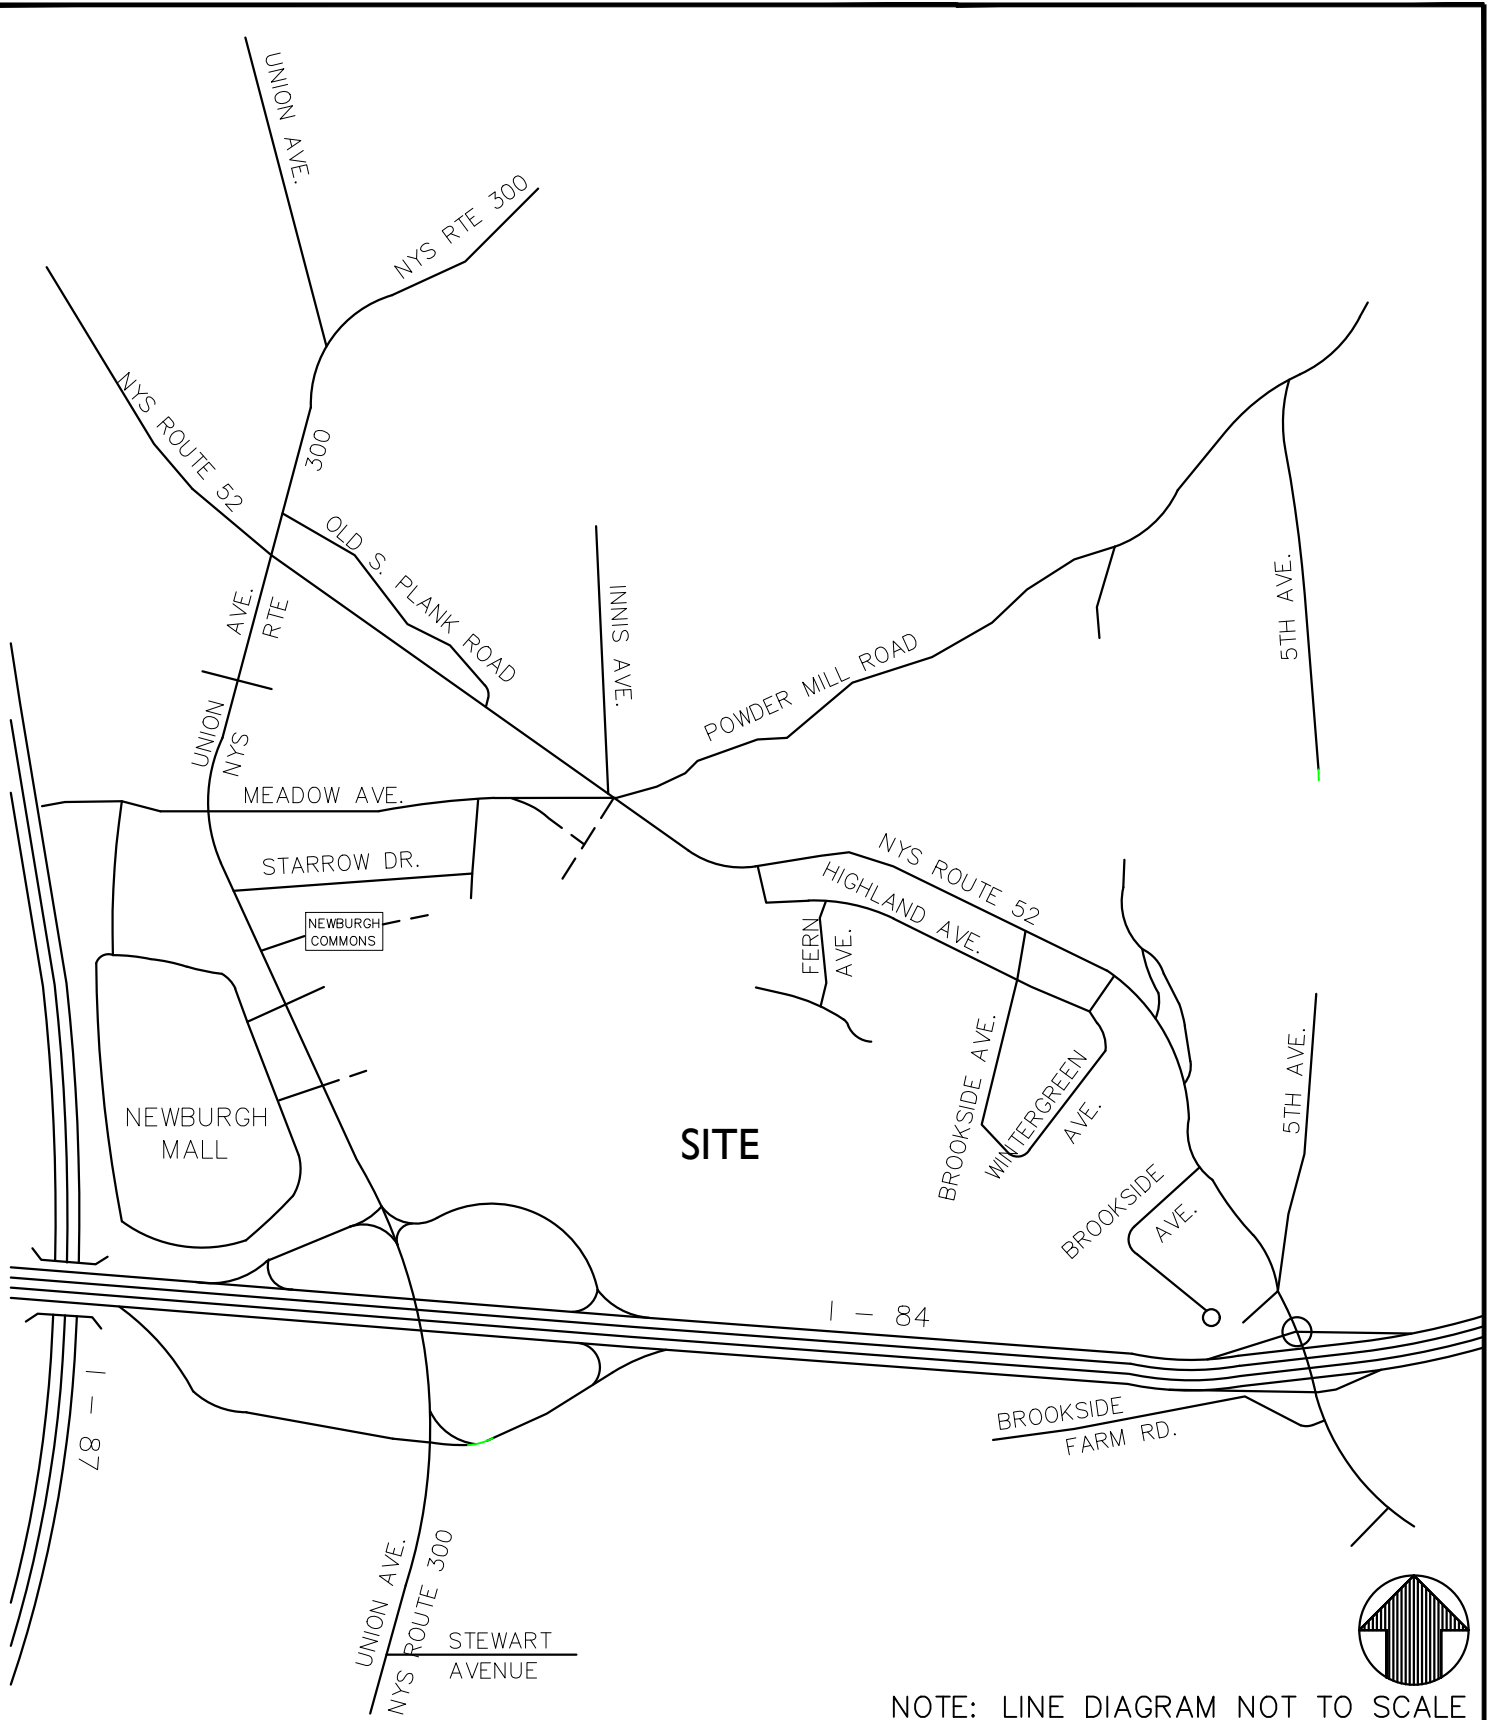 UNION AVE.
NYS RTE 300
NYS ROUTE 52
300
OLD S. PLANK ROAD
INNIS AVE.
5TH AVE.
AVE.
RTE
POWDER MILL ROAD
UNION
NYS
MEADOW AVE.
STARROW DR.
NYS ROUTE 52
HIGHLAND AVE.
NEWBURGH
COMMONS
FERN
AVE.
BROOKSIDE AVE.
WINTERGREEN
AVE.
5TH AVE.
NEWBURGH
MALL
SITE
BROOKSIDE
AVE.
I - 84
I - 87
BROOKSIDE
FARM RD.
UNION AVE.
NYS ROUTE 300
STEWART
AVENUE
NOTE: LINE DIAGRAM NOT TO SCALE